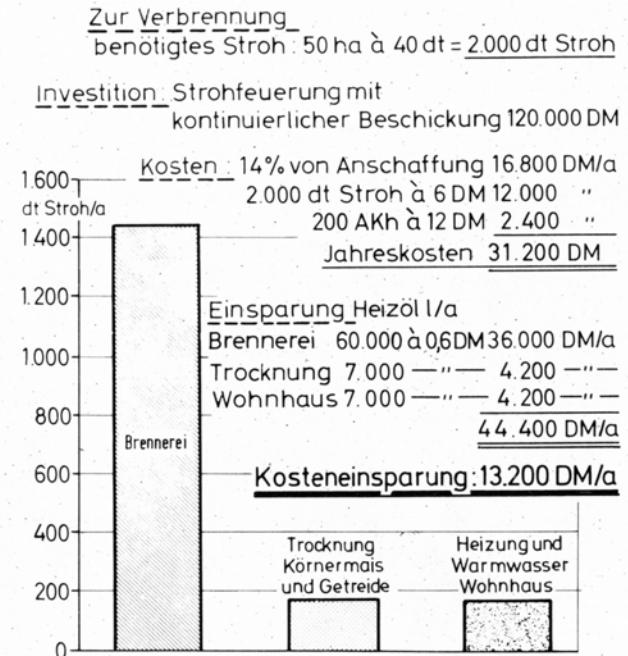 Zur Verbrennung
benötigtes Stroh : 50 ha à 40 dt = 2.000 dt Stroh
Investition : Strohfeuerung mit
kontinuierlicher Beschickung 120.000 DM
Kosten : 14% von Anschaffung 16.800 DM/a
2.000 dt Stroh à 6 DM 12.000 "
200 AKh à 12 DM 2.400 "
Jahreskosten 31.200 DM
Einsparung Heizöl l/a
Brennerei 60.000 à 0,6 DM 36.000 DM/a
Trocknung 7.000 —"— 4.200 —"—
Wohnhaus 7.000 —"— 4.200 —"—
44.400 DM/a
Kosteneinsparung: 13.200 DM/a
1.600
dt Stroh/a
1400
1200
1.000
800
600
400
200
0
Brennerei
Trocknung
Körnermais
und Getreide
Heizung und
Warmwasser
Wohnhaus